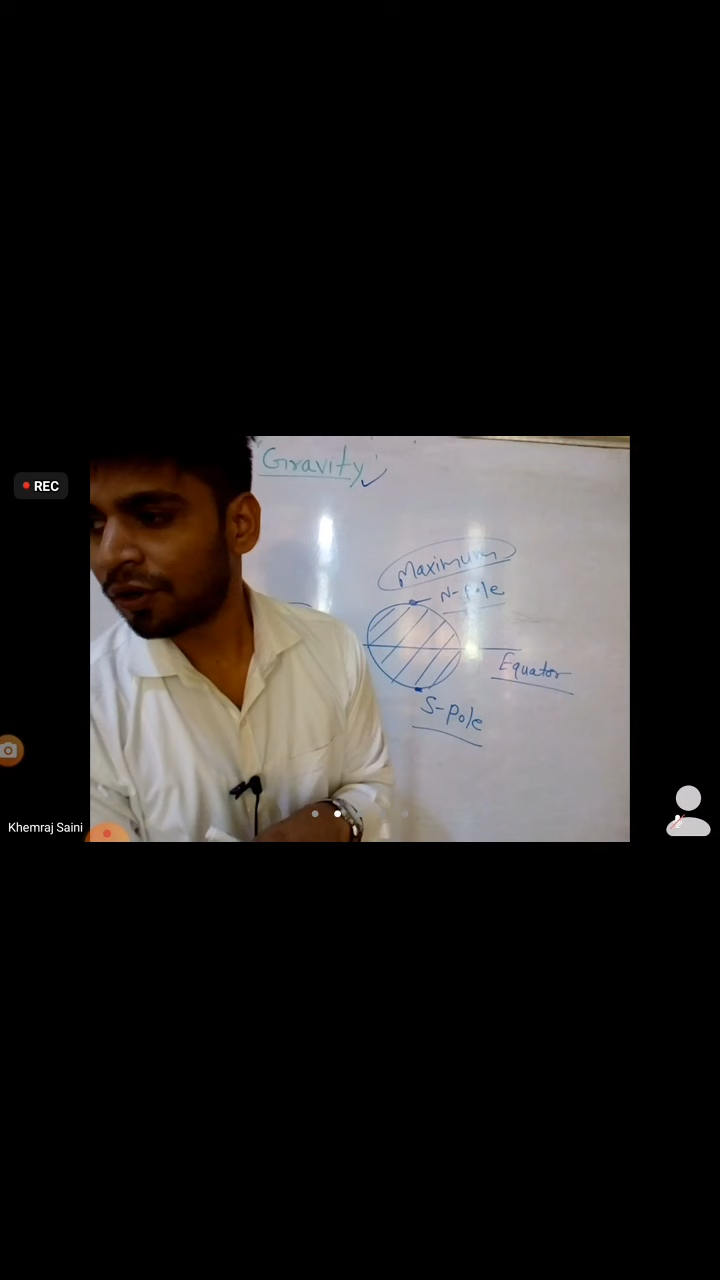 Gravity
REC
Maximum
N-Pole
Equator
S-Pole
Khemraj Saini